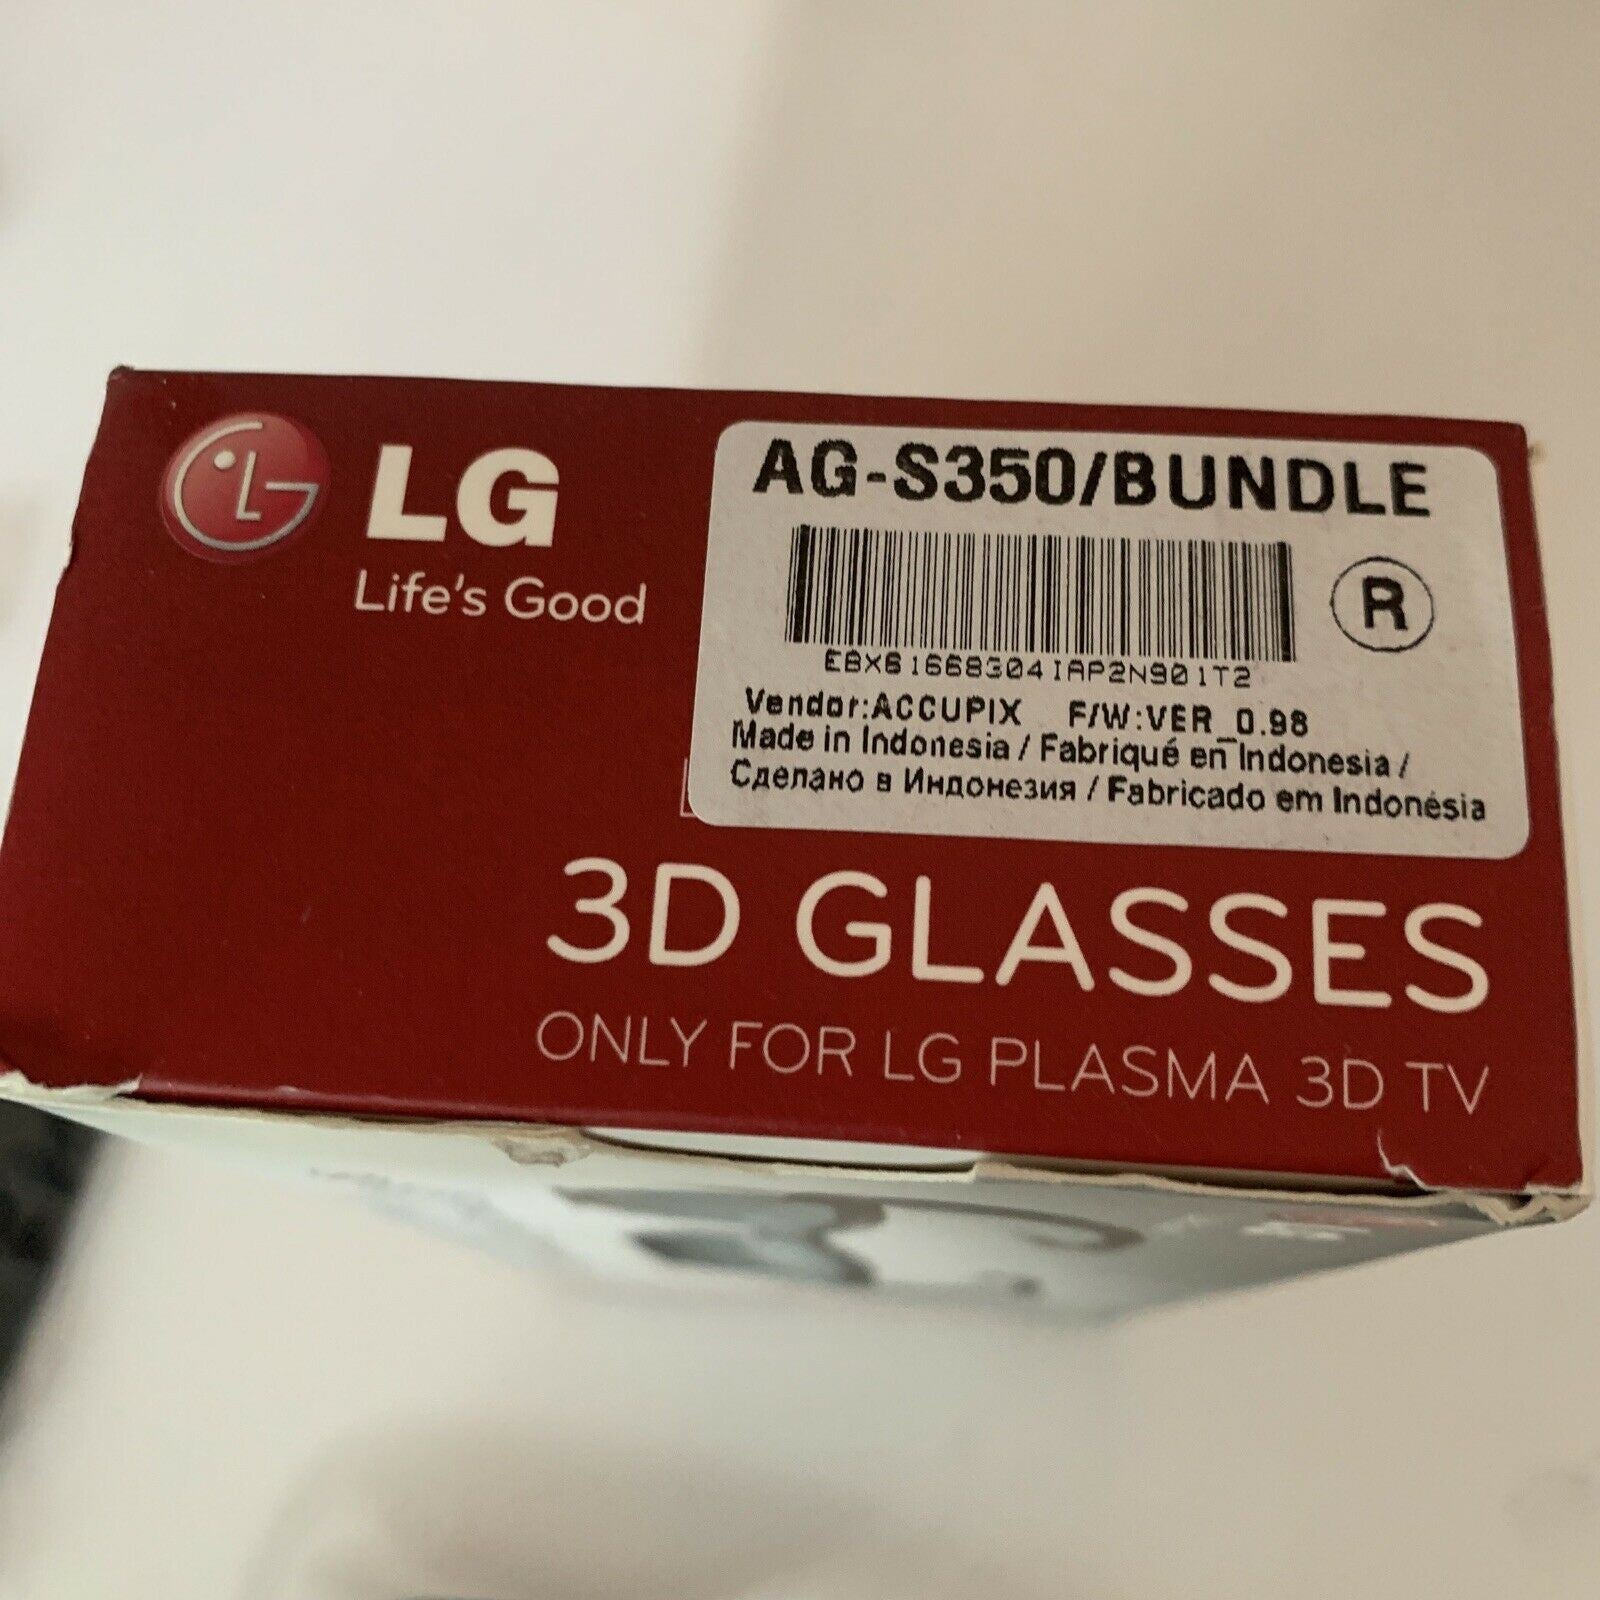 LG
Life's Good
AG-S350/BUNDLE
R
EBX61668304IAP2N901T2
Vendor:ACCUPIX F/W:VER_0.98
Made in Indonesia / Fabriqué en Indonesia /
Сделано в Индонезия / Fabricado em Indonésia
3D GLASSES
ONLY FOR LG PLASMA 3D TV